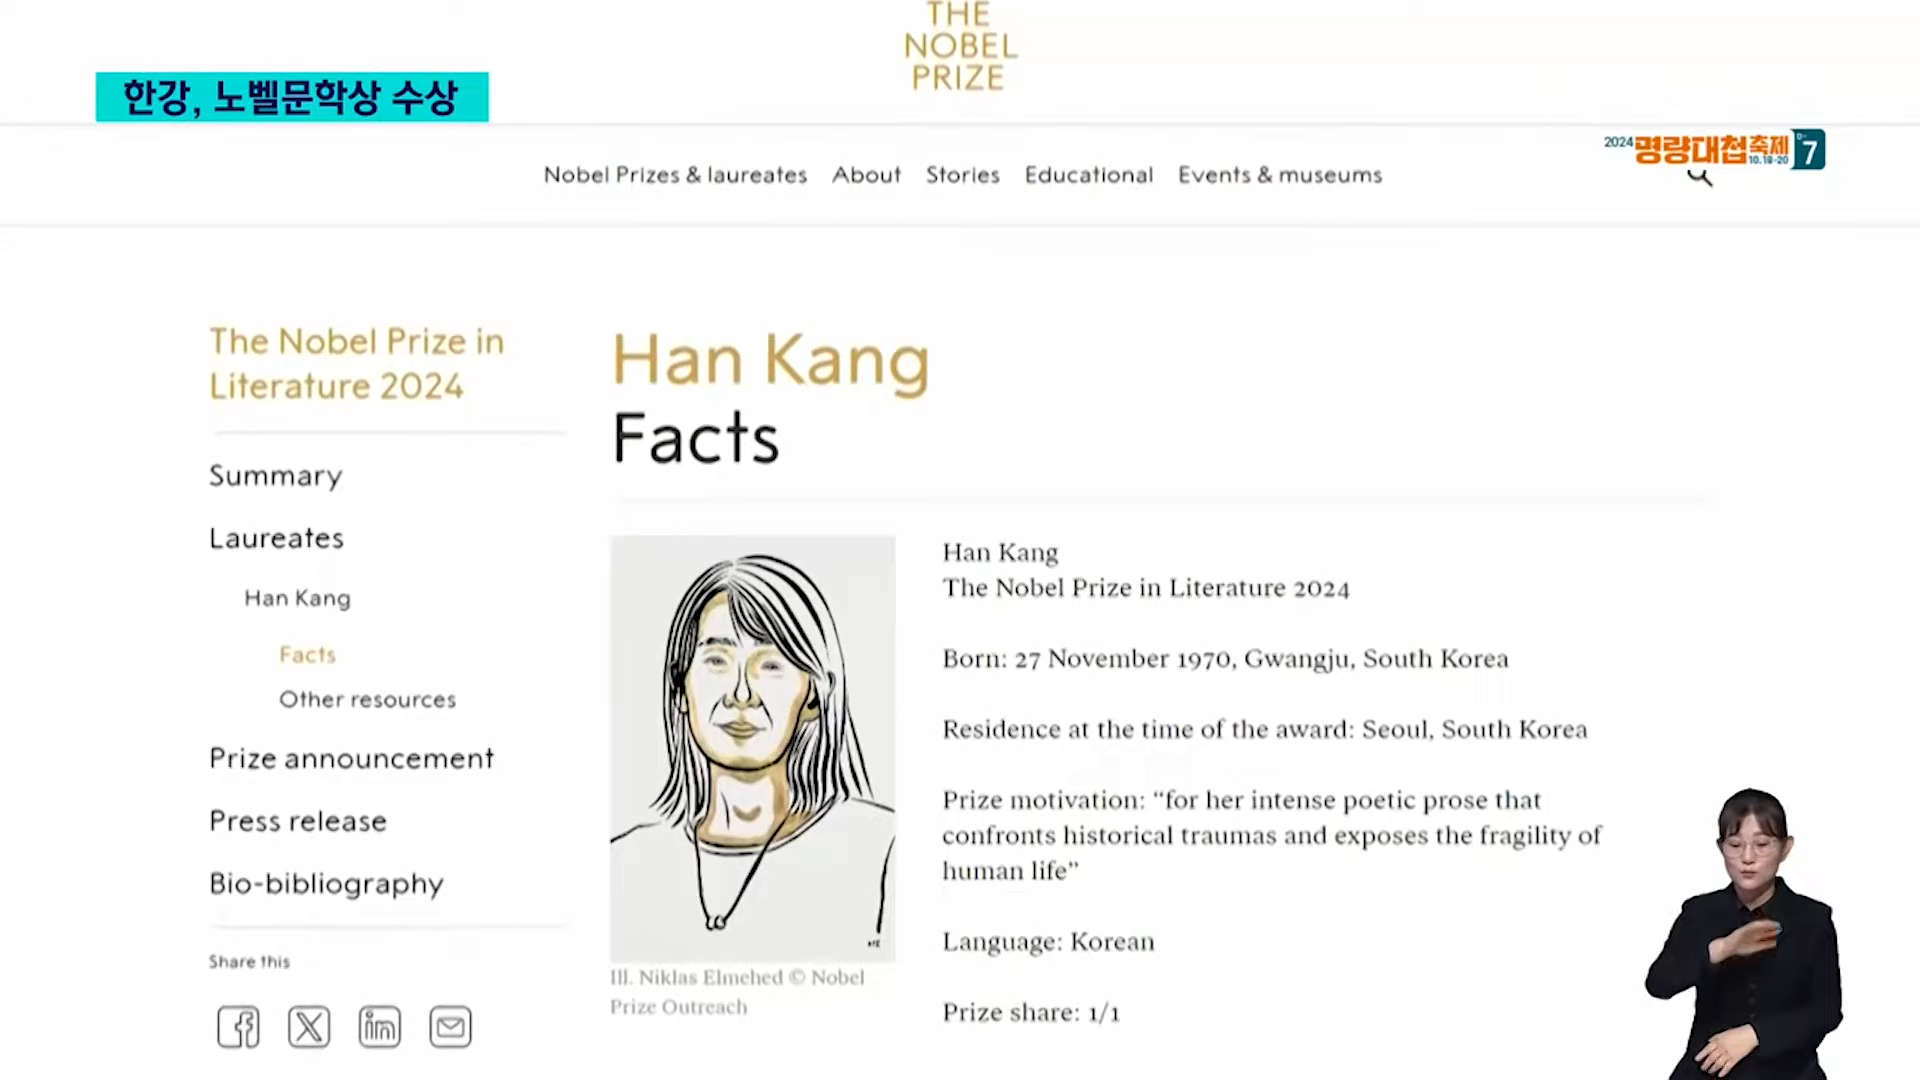 THE
NOBEL
PRIZE
한강, 노벨문학상 수상
2024 명량대첩축제 10.18-20 D- 7
Nobel Prizes & laureates About Stories Educational Events & museums
The Nobel Prize in
Literature 2024
Summary
Laureates
Han Kang
Facts
Other resources
Prize announcement
Press release
Bio-bibliography
Share this
Han Kang
Facts
Ill. Niklas Elmehed © Nobel
Prize Outreach
Han Kang
The Nobel Prize in Literature 2024
Born: 27 November 1970, Gwangju, South Korea
Residence at the time of the award: Seoul, South Korea
Prize motivation: “for her intense poetic prose that
confronts historical traumas and exposes the fragility of
human life”
Language: Korean
Prize share: 1/1